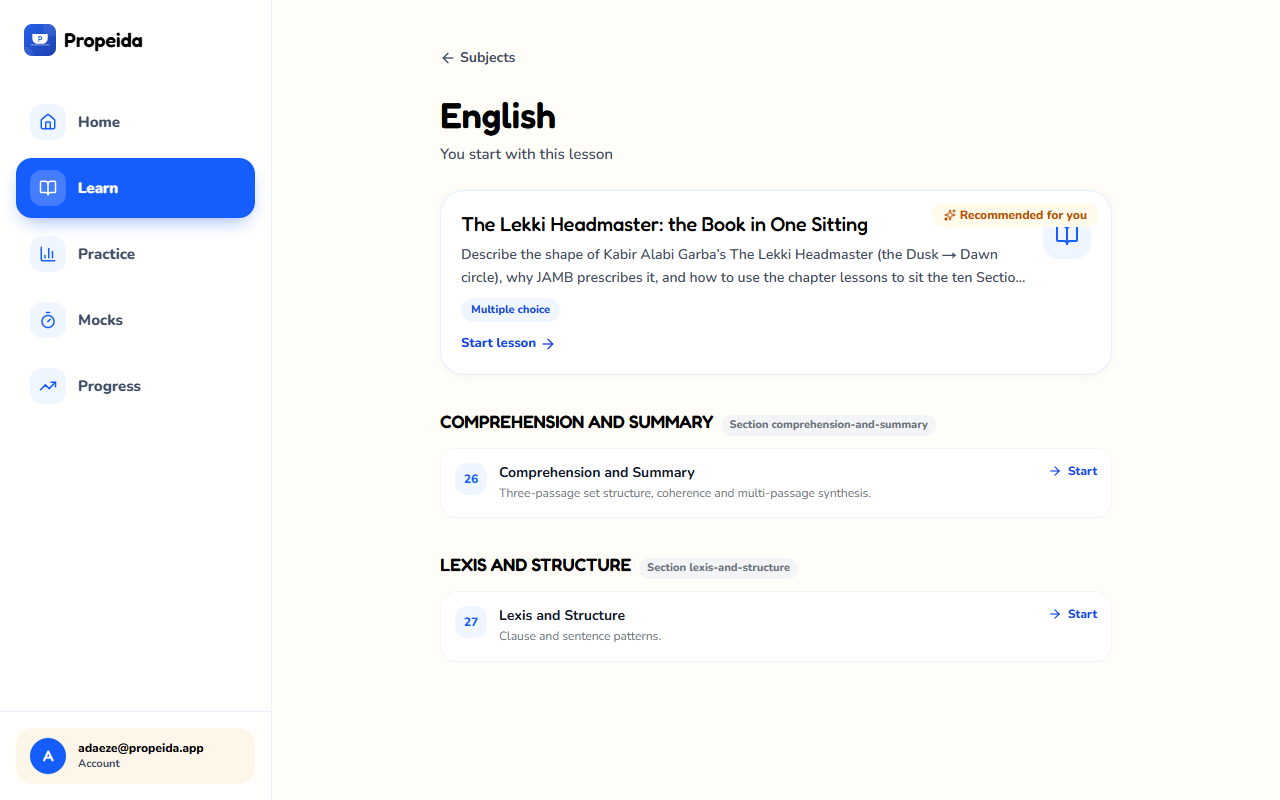 P
Propeida
Home
Learn
Practice
Mocks
Progress
A
adaeze@propeida.app
Account
← Subjects
English
You start with this lesson
Recommended for you
The Lekki Headmaster: the Book in One Sitting
Describe the shape of Kabir Alabi Garba's The Lekki Headmaster (the Dusk → Dawn
circle), why JAMB prescribes it, and how to use the chapter lessons to sit the ten Sectio...
Multiple choice
Start lesson →
COMPREHENSION AND SUMMARY Section comprehension-and-summary
26 Comprehension and Summary → Start
Three-passage set structure, coherence and multi-passage synthesis.
LEXIS AND STRUCTURE Section lexis-and-structure
27 Lexis and Structure → Start
Clause and sentence patterns.